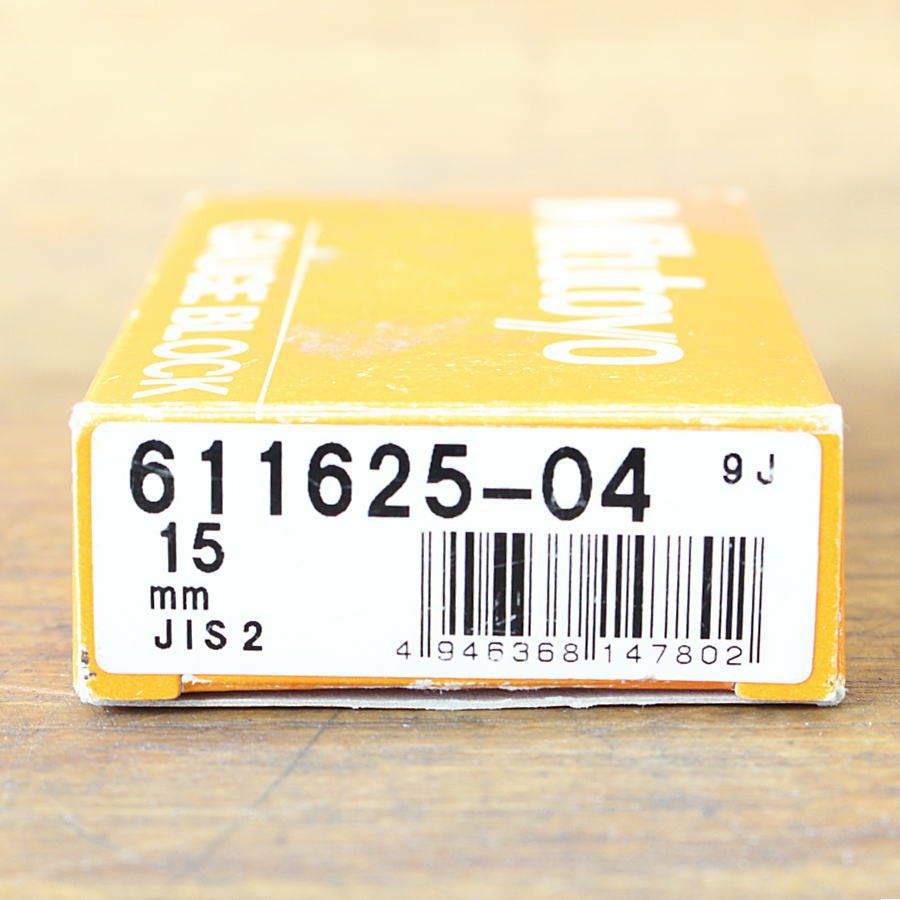 Mitutoyo
GAUGE BLOCK
611625-04
9J
15
mm
JIS2
4 946368 147802